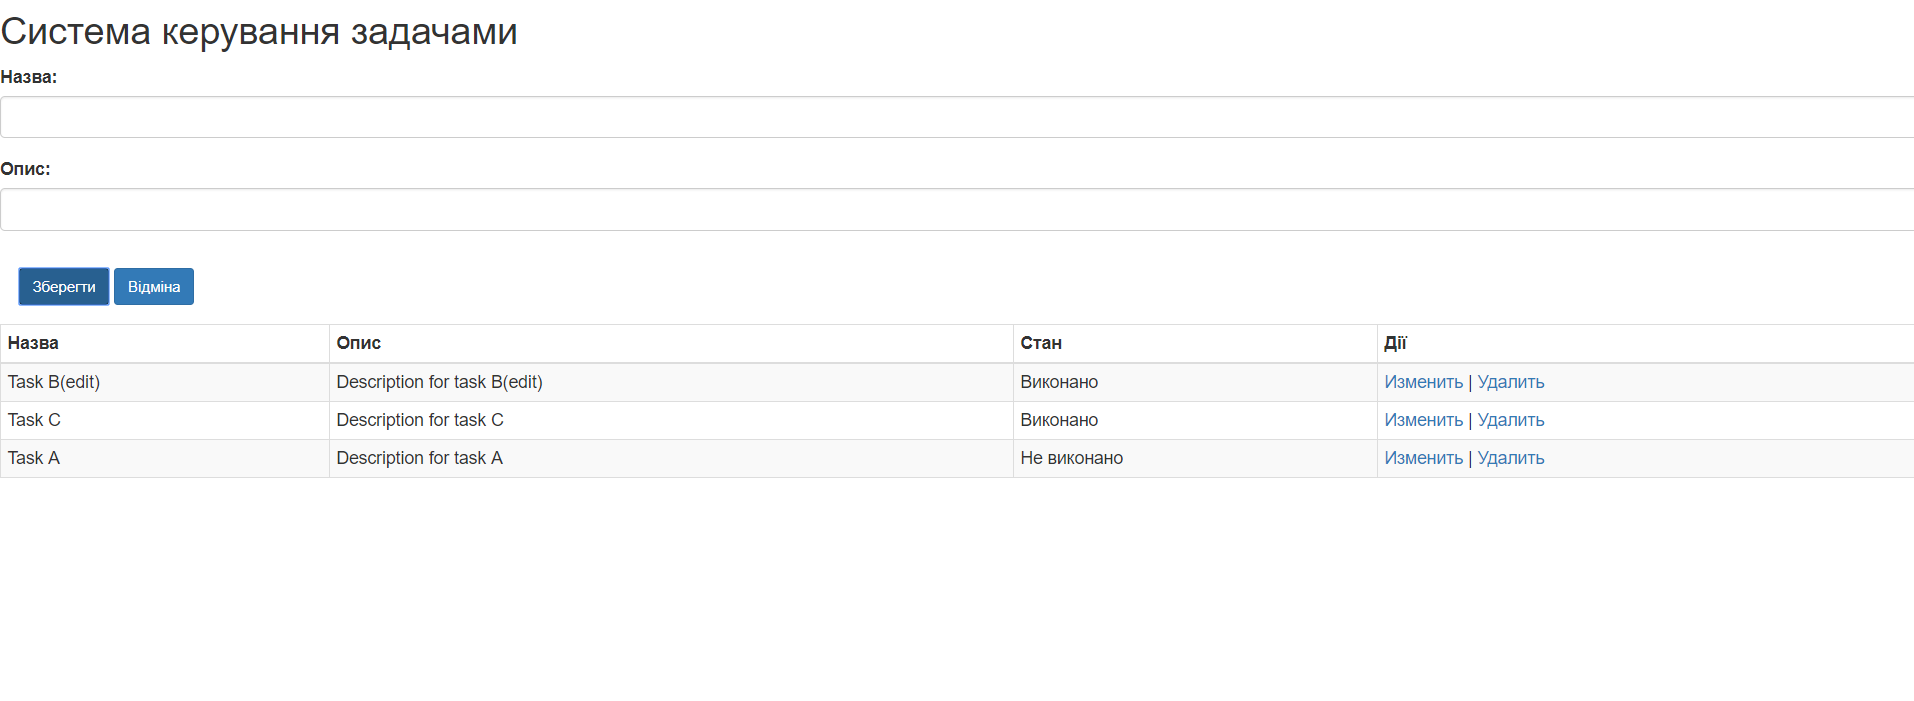 Система керування задачами
Назва:
Опис:
Зберегти Відміна
Назва Опис Стан Дії
Task B(edit) Description for task B(edit) Виконано Изменить | Удалить
Task C Description for task C Виконано Изменить | Удалить
Task A Description for task A Не виконано Изменить | Удалить